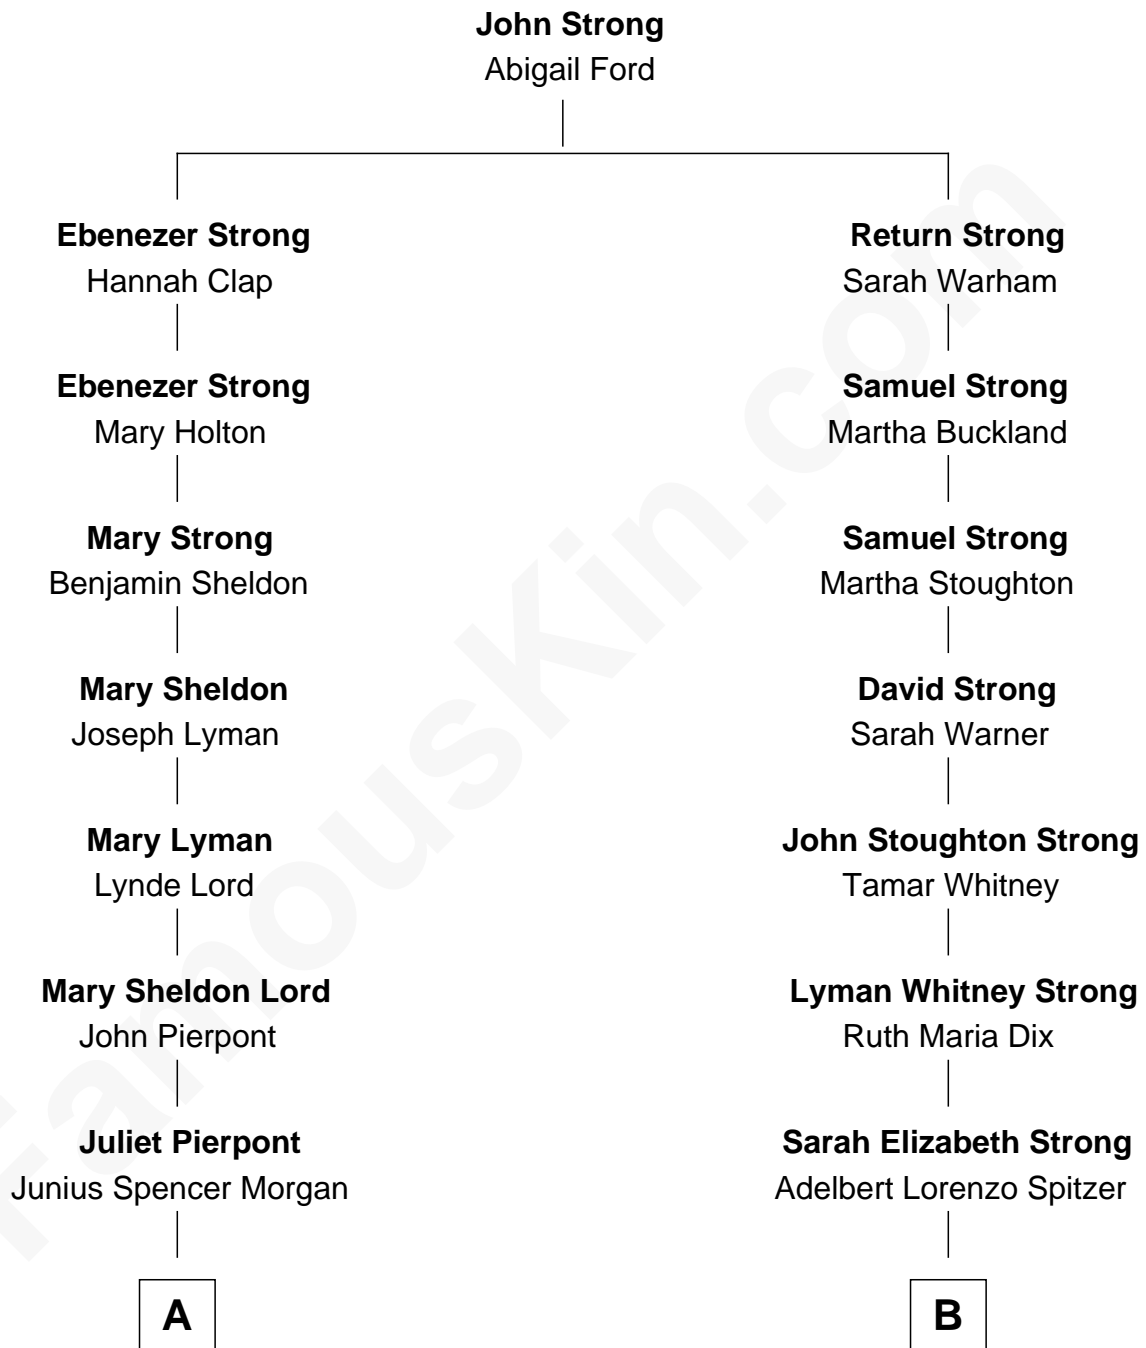 John Strong
Abigail Ford
Ebenezer Strong
Hannah Clap
Return Strong
Sarah Warham
Ebenezer Strong
Mary Holton
Samuel Strong
Martha Buckland
Mary Strong
Benjamin Sheldon
Samuel Strong
Martha Stoughton
Mary Sheldon
Joseph Lyman
David Strong
Sarah Warner
Mary Lyman
Lynde Lord
John Stoughton Strong
Tamar Whitney
Mary Sheldon Lord
John Pierpont
Lyman Whitney Strong
Ruth Maria Dix
Juliet Pierpont
Junius Spencer Morgan
Sarah Elizabeth Strong
Adelbert Lorenzo Spitzer
A
B
FamousKin.com